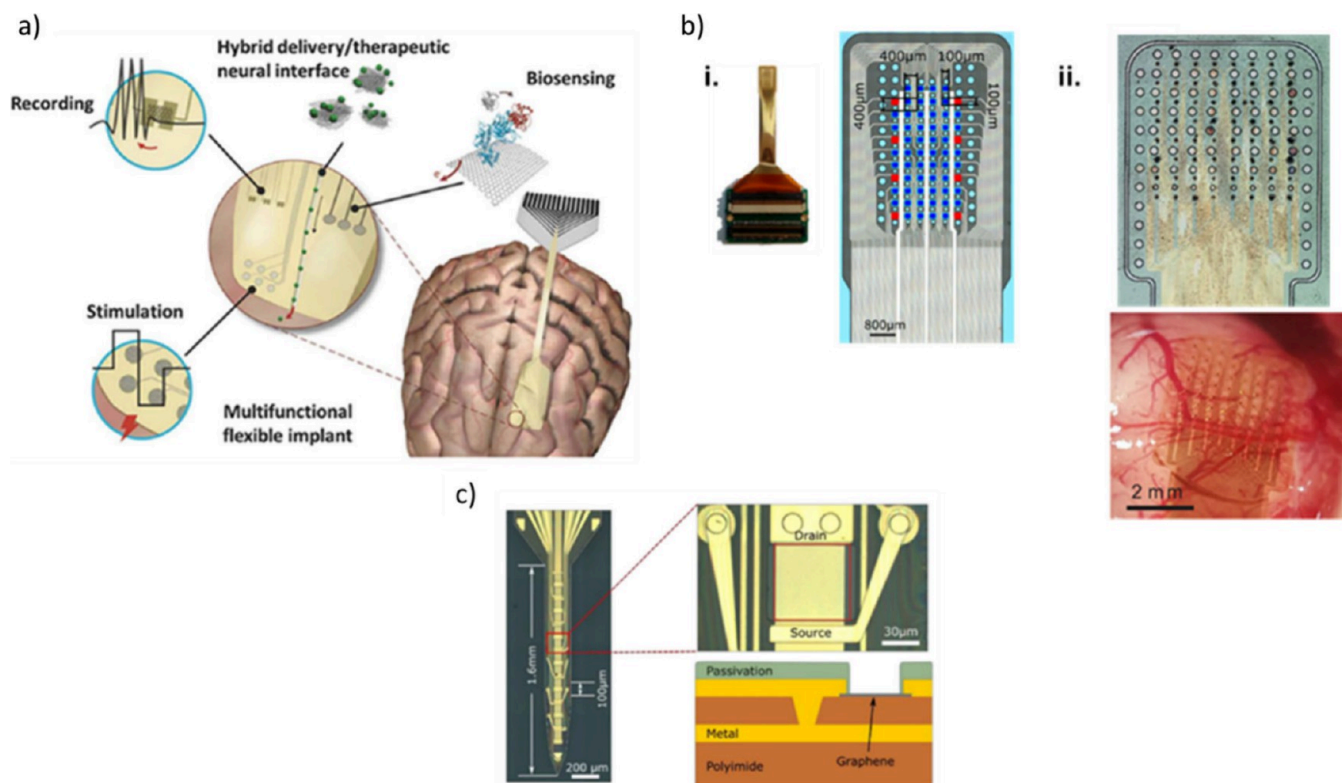 a)
Hybrid delivery/therapeutic
neural interface
Recording
Biosensing
Stimulation
Multifunctional
flexible implant
b)
i.
400µm
100µm
400µm
100µm
800µm
ii.
2 mm
c)
1.6mm
100µm
200 µm
Drain
Source
30µm
Passivation
Metal
Graphene
Polyimide